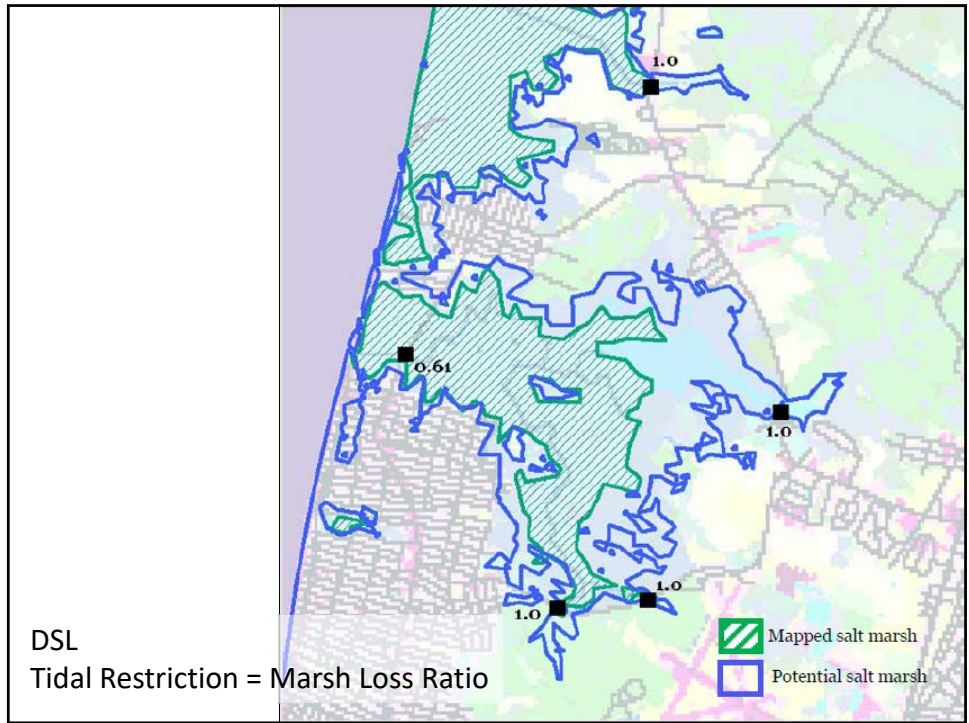 1.0
0.61
1.0
1.0
1.0
DSL
Tidal Restriction = Marsh Loss Ratio
Mapped salt marsh
Potential salt marsh